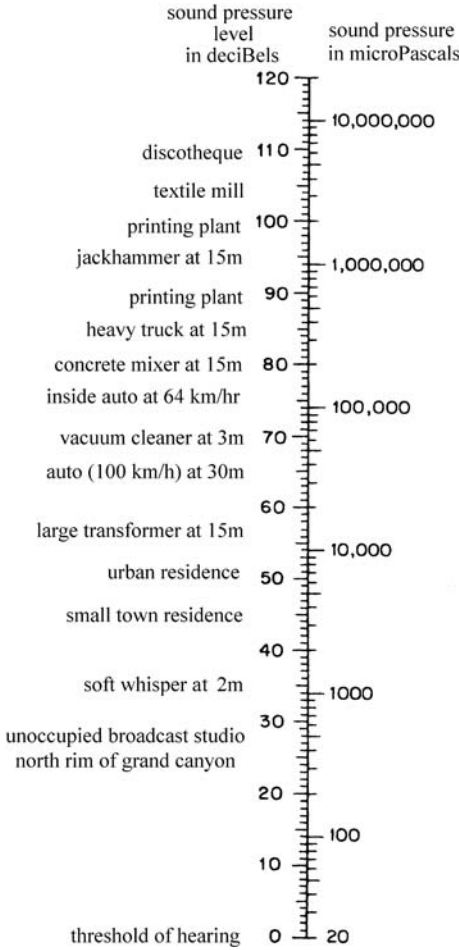 sound pressure
level
in deciBels
sound pressure
in microPascals
120
10,000,000
110
discotheque
textile mill
100
printing plant
jackhammer at 15m
1,000,000
90
printing plant
heavy truck at 15m
80
concrete mixer at 15m
inside auto at 64 km/hr
100,000
70
vacuum cleaner at 3m
auto (100 km/h) at 30m
60
large transformer at 15m
10,000
urban residence
50
small town residence
40
soft whisper at 2m
1000
30
unoccupied broadcast studio
north rim of grand canyon
20
100
10
threshold of hearing 0 20